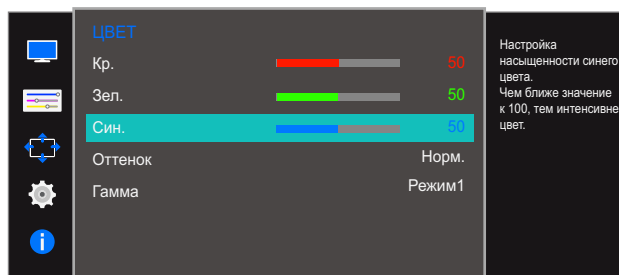 ЦВЕТ
Кр. 50
Зел. 50
Син. 50
Оттенок Норм.
Гамма Режим1
Настройка
насыщенности синего
цвета.
Чем ближе значение
к 100, тем интенсивне
цвет.